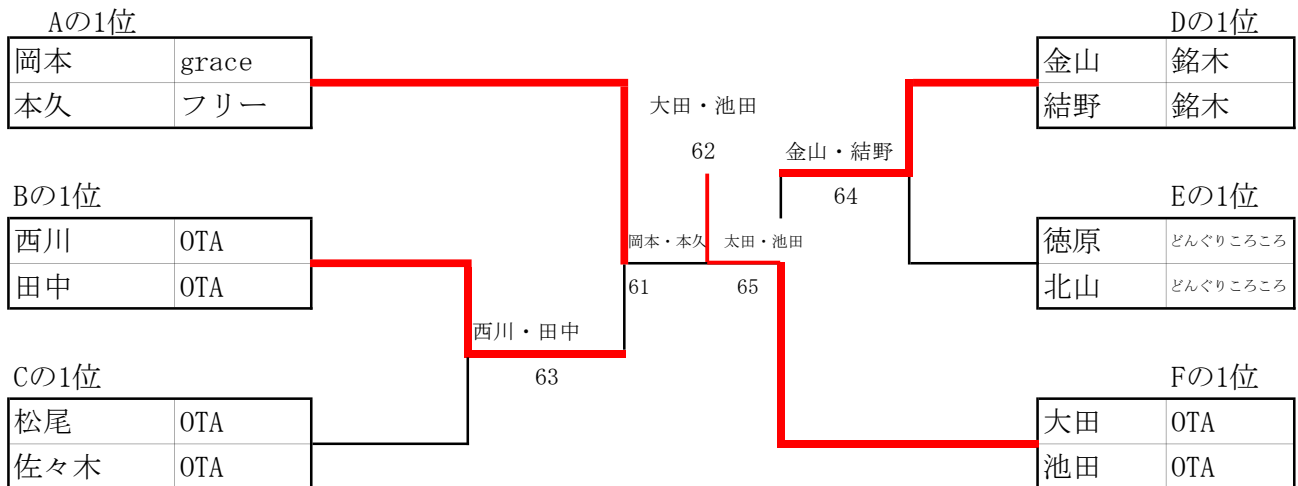 Aの1位
岡本 grace
本久 フリー
Bの1位
西川 OTA
田中 OTA
Cの1位
松尾 OTA
佐々木 OTA
西川・田中
63
岡本・本久
61
大田・池田
62
太田・池田
65
金山・結野
64
Dの1位
金山 銘木
結野 銘木
Eの1位
徳原 どんぐりころころ
北山 どんぐりころころ
Fの1位
大田 OTA
池田 OTA